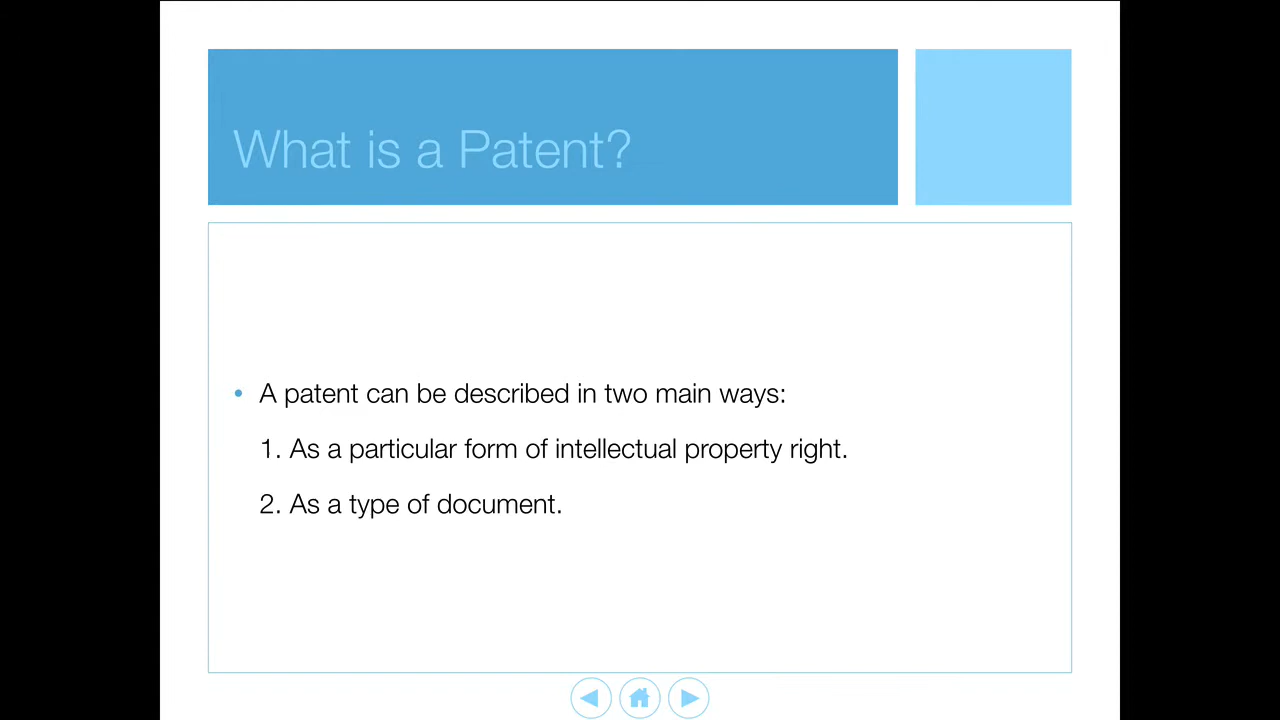 What is a Patent?
• A patent can be described in two main ways:
1. As a particular form of intellectual property right.
2. As a type of document.